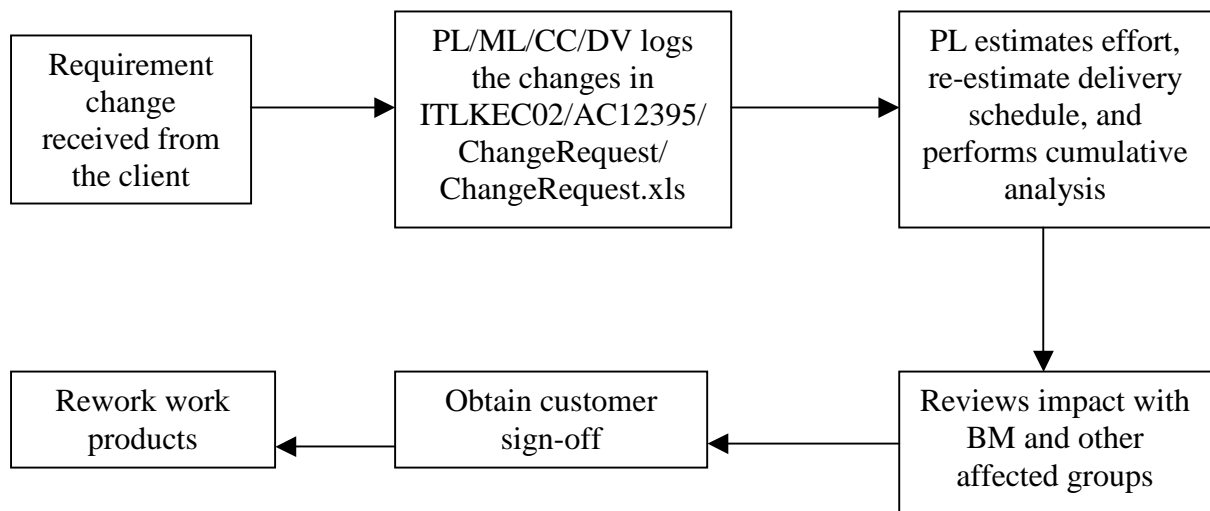 Requirement
change
received from
the client
PL/ML/CC/DV logs
the changes in
ITLKEC02/AC12395/
ChangeRequest/
ChangeRequest.xls
PL estimates effort,
re-estimate delivery
schedule, and
performs cumulative
analysis
Reviews impact with
BM and other
affected groups
Obtain customer
sign-off
Rework work
products